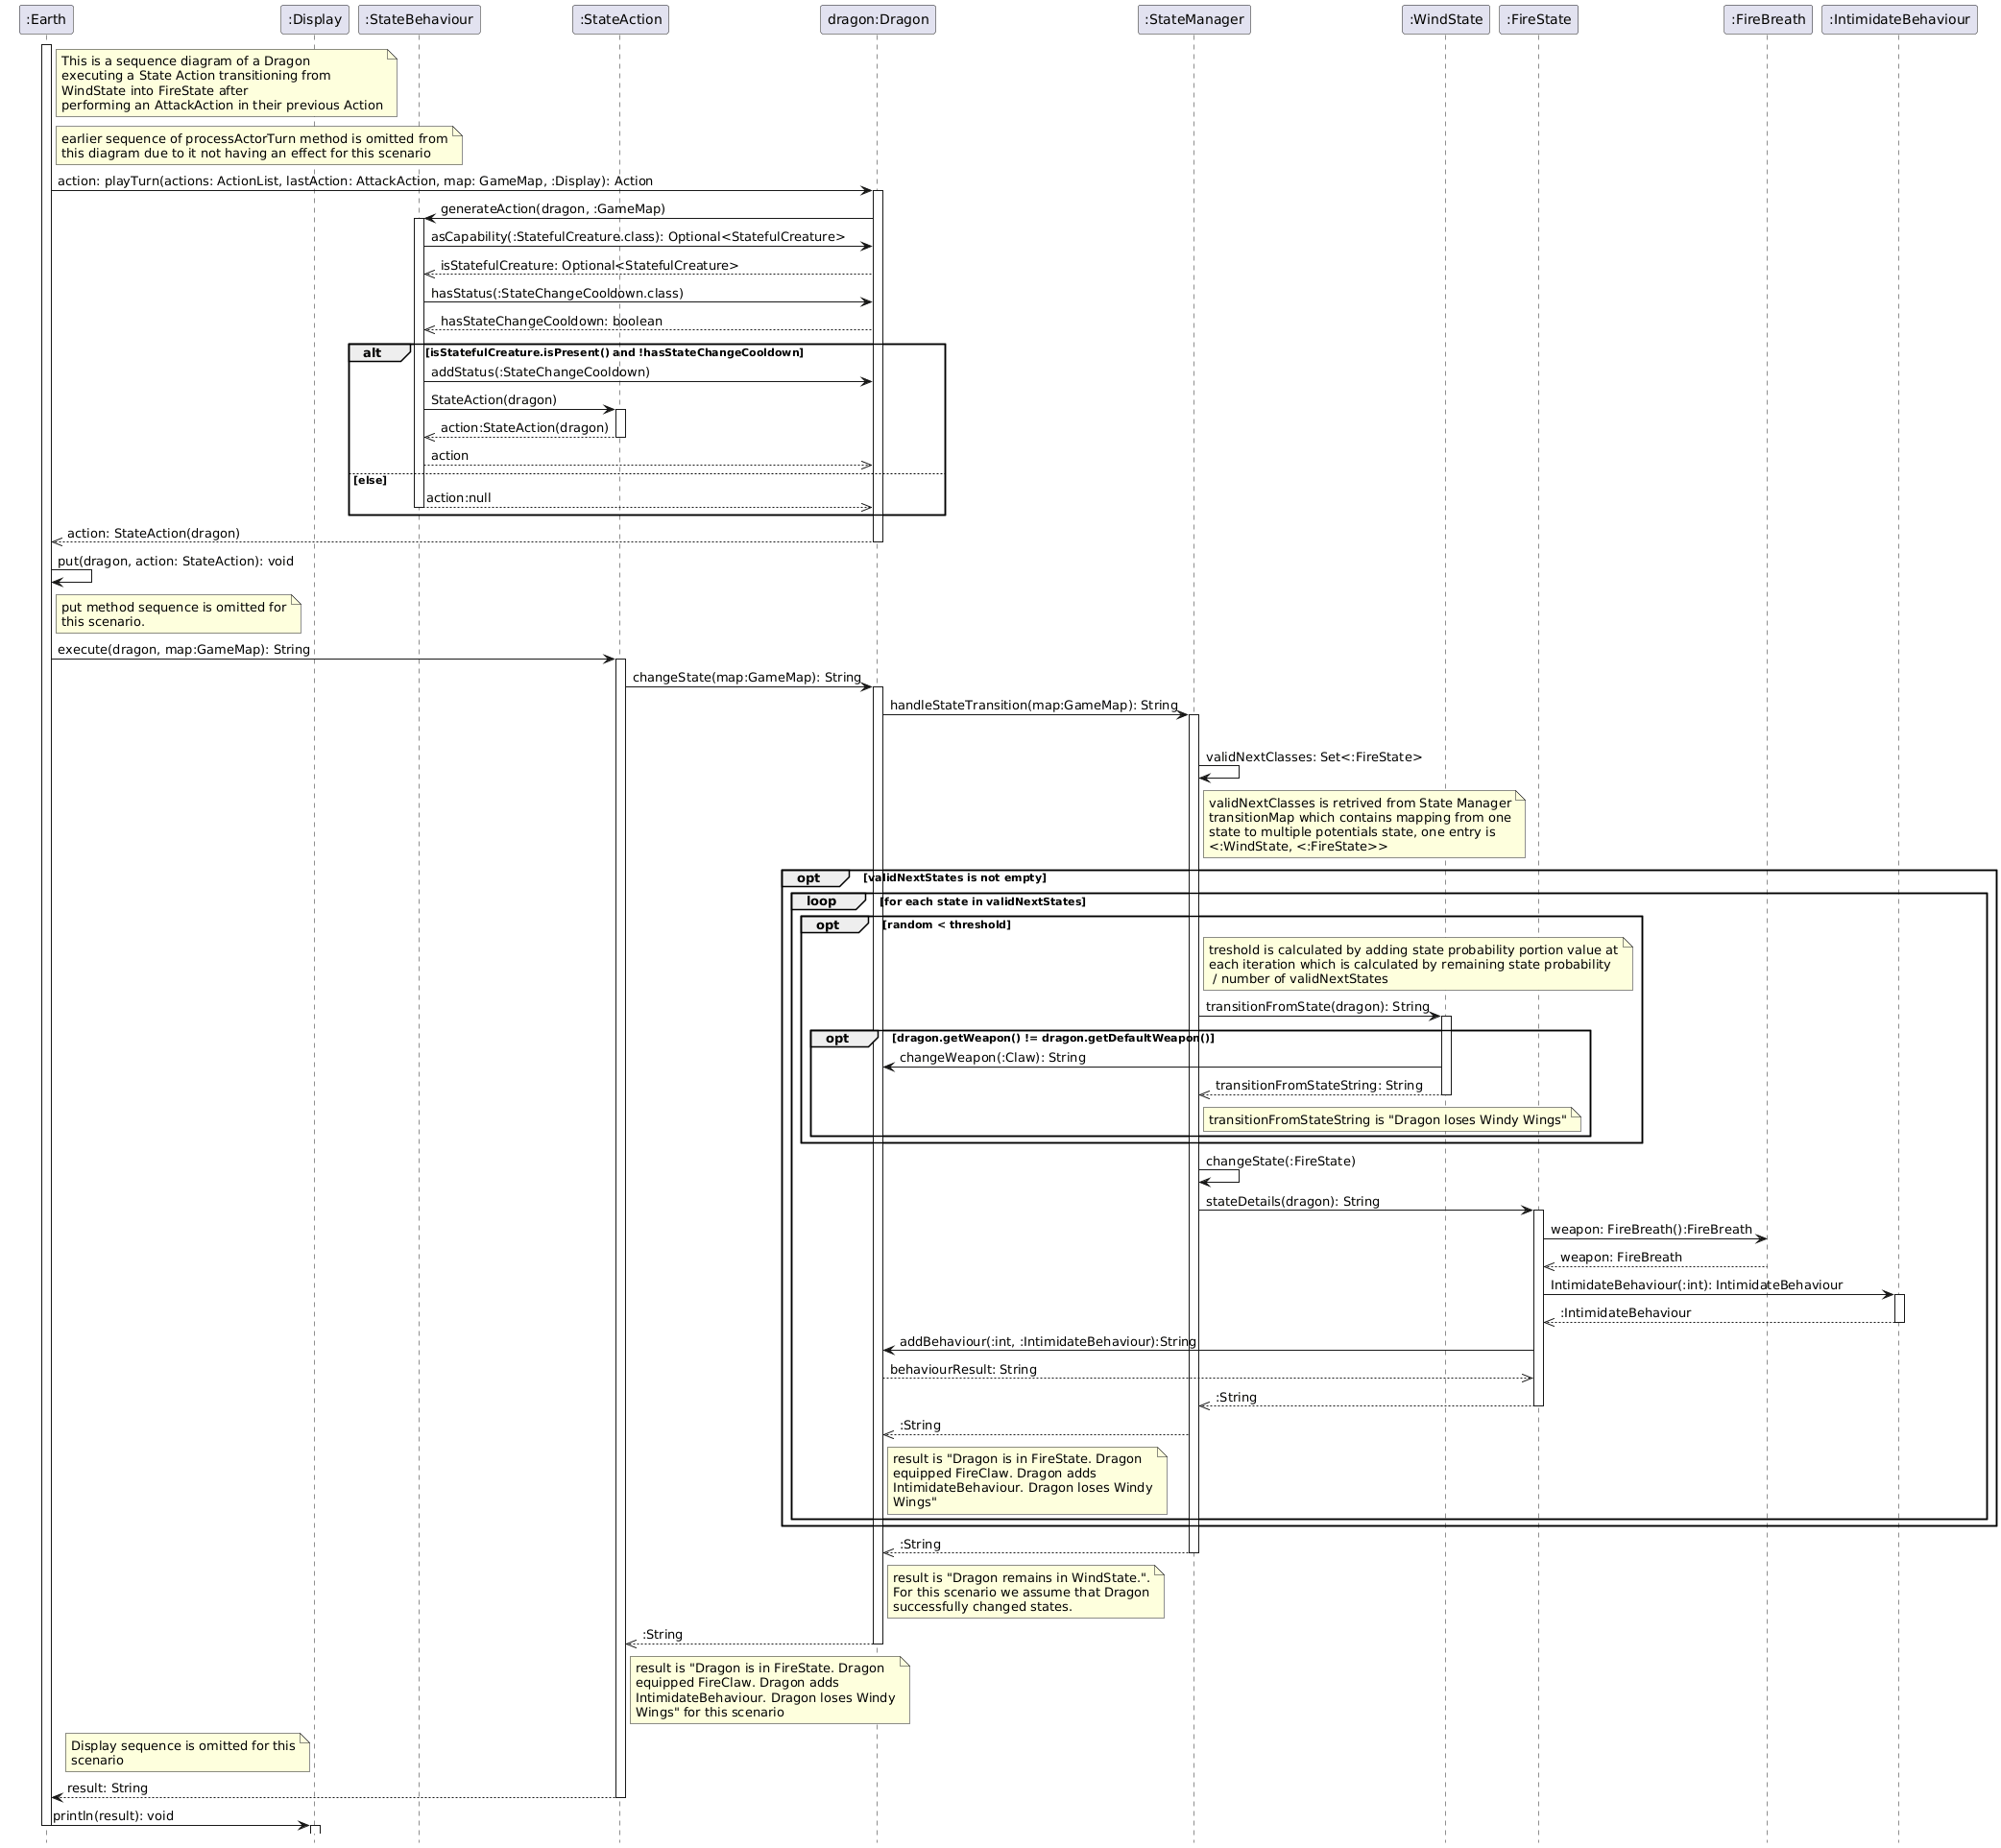 :Earth
:Display
:StateBehaviour
:StateAction
dragon:Dragon
:StateManager
:WindState
:FireState
:FireBreath
:IntimidateBehaviour
This is a sequence diagram of a Dragon
executing a State Action transitioning from
WindState into FireState after
performing an AttackAction in their previous Action
earlier sequence of processActorTurn method is omitted from
this diagram due to it not having an effect for this scenario
action: playTurn(actions: ActionList, lastAction: AttackAction, map: GameMap, :Display): Action
generateAction(dragon, :GameMap)
asCapability(:StatefulCreature.class): Optional<StatefulCreature>
isStatefulCreature: Optional<StatefulCreature>
hasStatus(:StateChangeCooldown.class)
hasStateChangeCooldown: boolean
alt
[isStatefulCreature.isPresent() and !hasStateChangeCooldown]
addStatus(:StateChangeCooldown)
StateAction(dragon)
action:StateAction(dragon)
action
[else]
action:null
action: StateAction(dragon)
put(dragon, action: StateAction): void
put method sequence is omitted for
this scenario.
execute(dragon, map:GameMap): String
changeState(map:GameMap): String
handleStateTransition(map:GameMap): String
validNextClasses: Set<:FireState>
validNextClasses is retrived from State Manager
transitionMap which contains mapping from one
state to multiple potentials state, one entry is
<:WindState, <:FireState>>
opt
[validNextStates is not empty]
loop
[for each state in validNextStates]
opt
[random < threshold]
treshold is calculated by adding state probability portion value at
each iteration which is calculated by remaining state probability
/ number of validNextStates
transitionFromState(dragon): String
opt
[dragon.getWeapon() != dragon.getDefaultWeapon()]
changeWeapon(:Claw): String
transitionFromStateString: String
transitionFromStateString is "Dragon loses Windy Wings"
changeState(:FireState)
stateDetails(dragon): String
weapon: FireBreath():FireBreath
weapon: FireBreath
IntimidateBehaviour(:int): IntimidateBehaviour
:IntimidateBehaviour
addBehaviour(:int, :IntimidateBehaviour):String
behaviourResult: String
:String
:String
result is "Dragon is in FireState. Dragon
equipped FireClaw. Dragon adds
IntimidateBehaviour. Dragon loses Windy
Wings"
:String
result is "Dragon remains in WindState.".
For this scenario we assume that Dragon
successfully changed states.
:String
result is "Dragon is in FireState. Dragon
equipped FireClaw. Dragon adds
IntimidateBehaviour. Dragon loses Windy
Wings" for this scenario
Display sequence is omitted for this
scenario
result: String
println(result): void